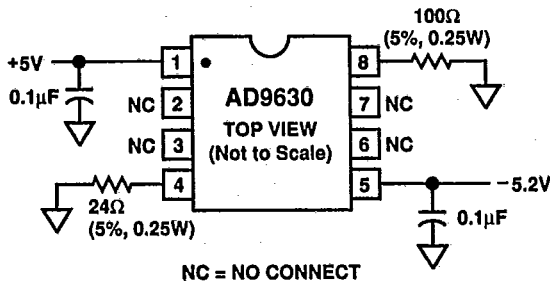 100Ω
(5%, 0.25W)
+5V
1
8
0.1µF
NC
2
AD9630
7
NC
TOP VIEW
NC
3
(Not to Scale)
6
NC
4
5
−5.2V
24Ω
(5%, 0.25W)
0.1µF
NC = NO CONNECT